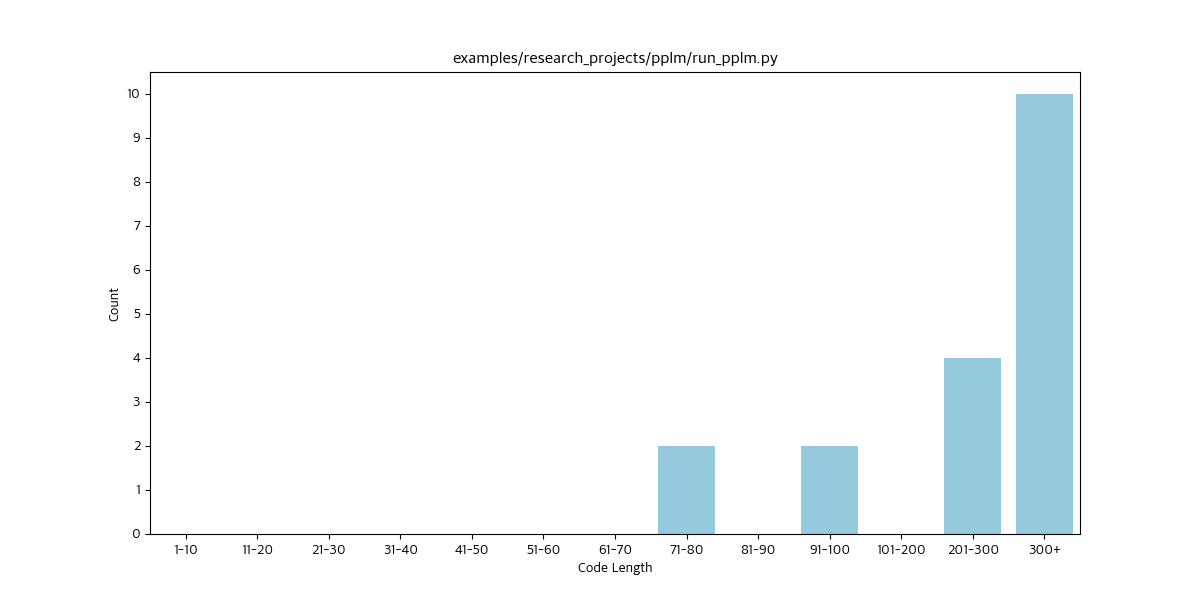 examples/research_projects/pplm/run_pplm.py
10
9
8
7
6
5
4
3
2
1
0
Count
1-10 11-20 21-30 31-40 41-50 51-60 61-70 71-80 81-90 91-100 101-200 201-300 300+
Code Length